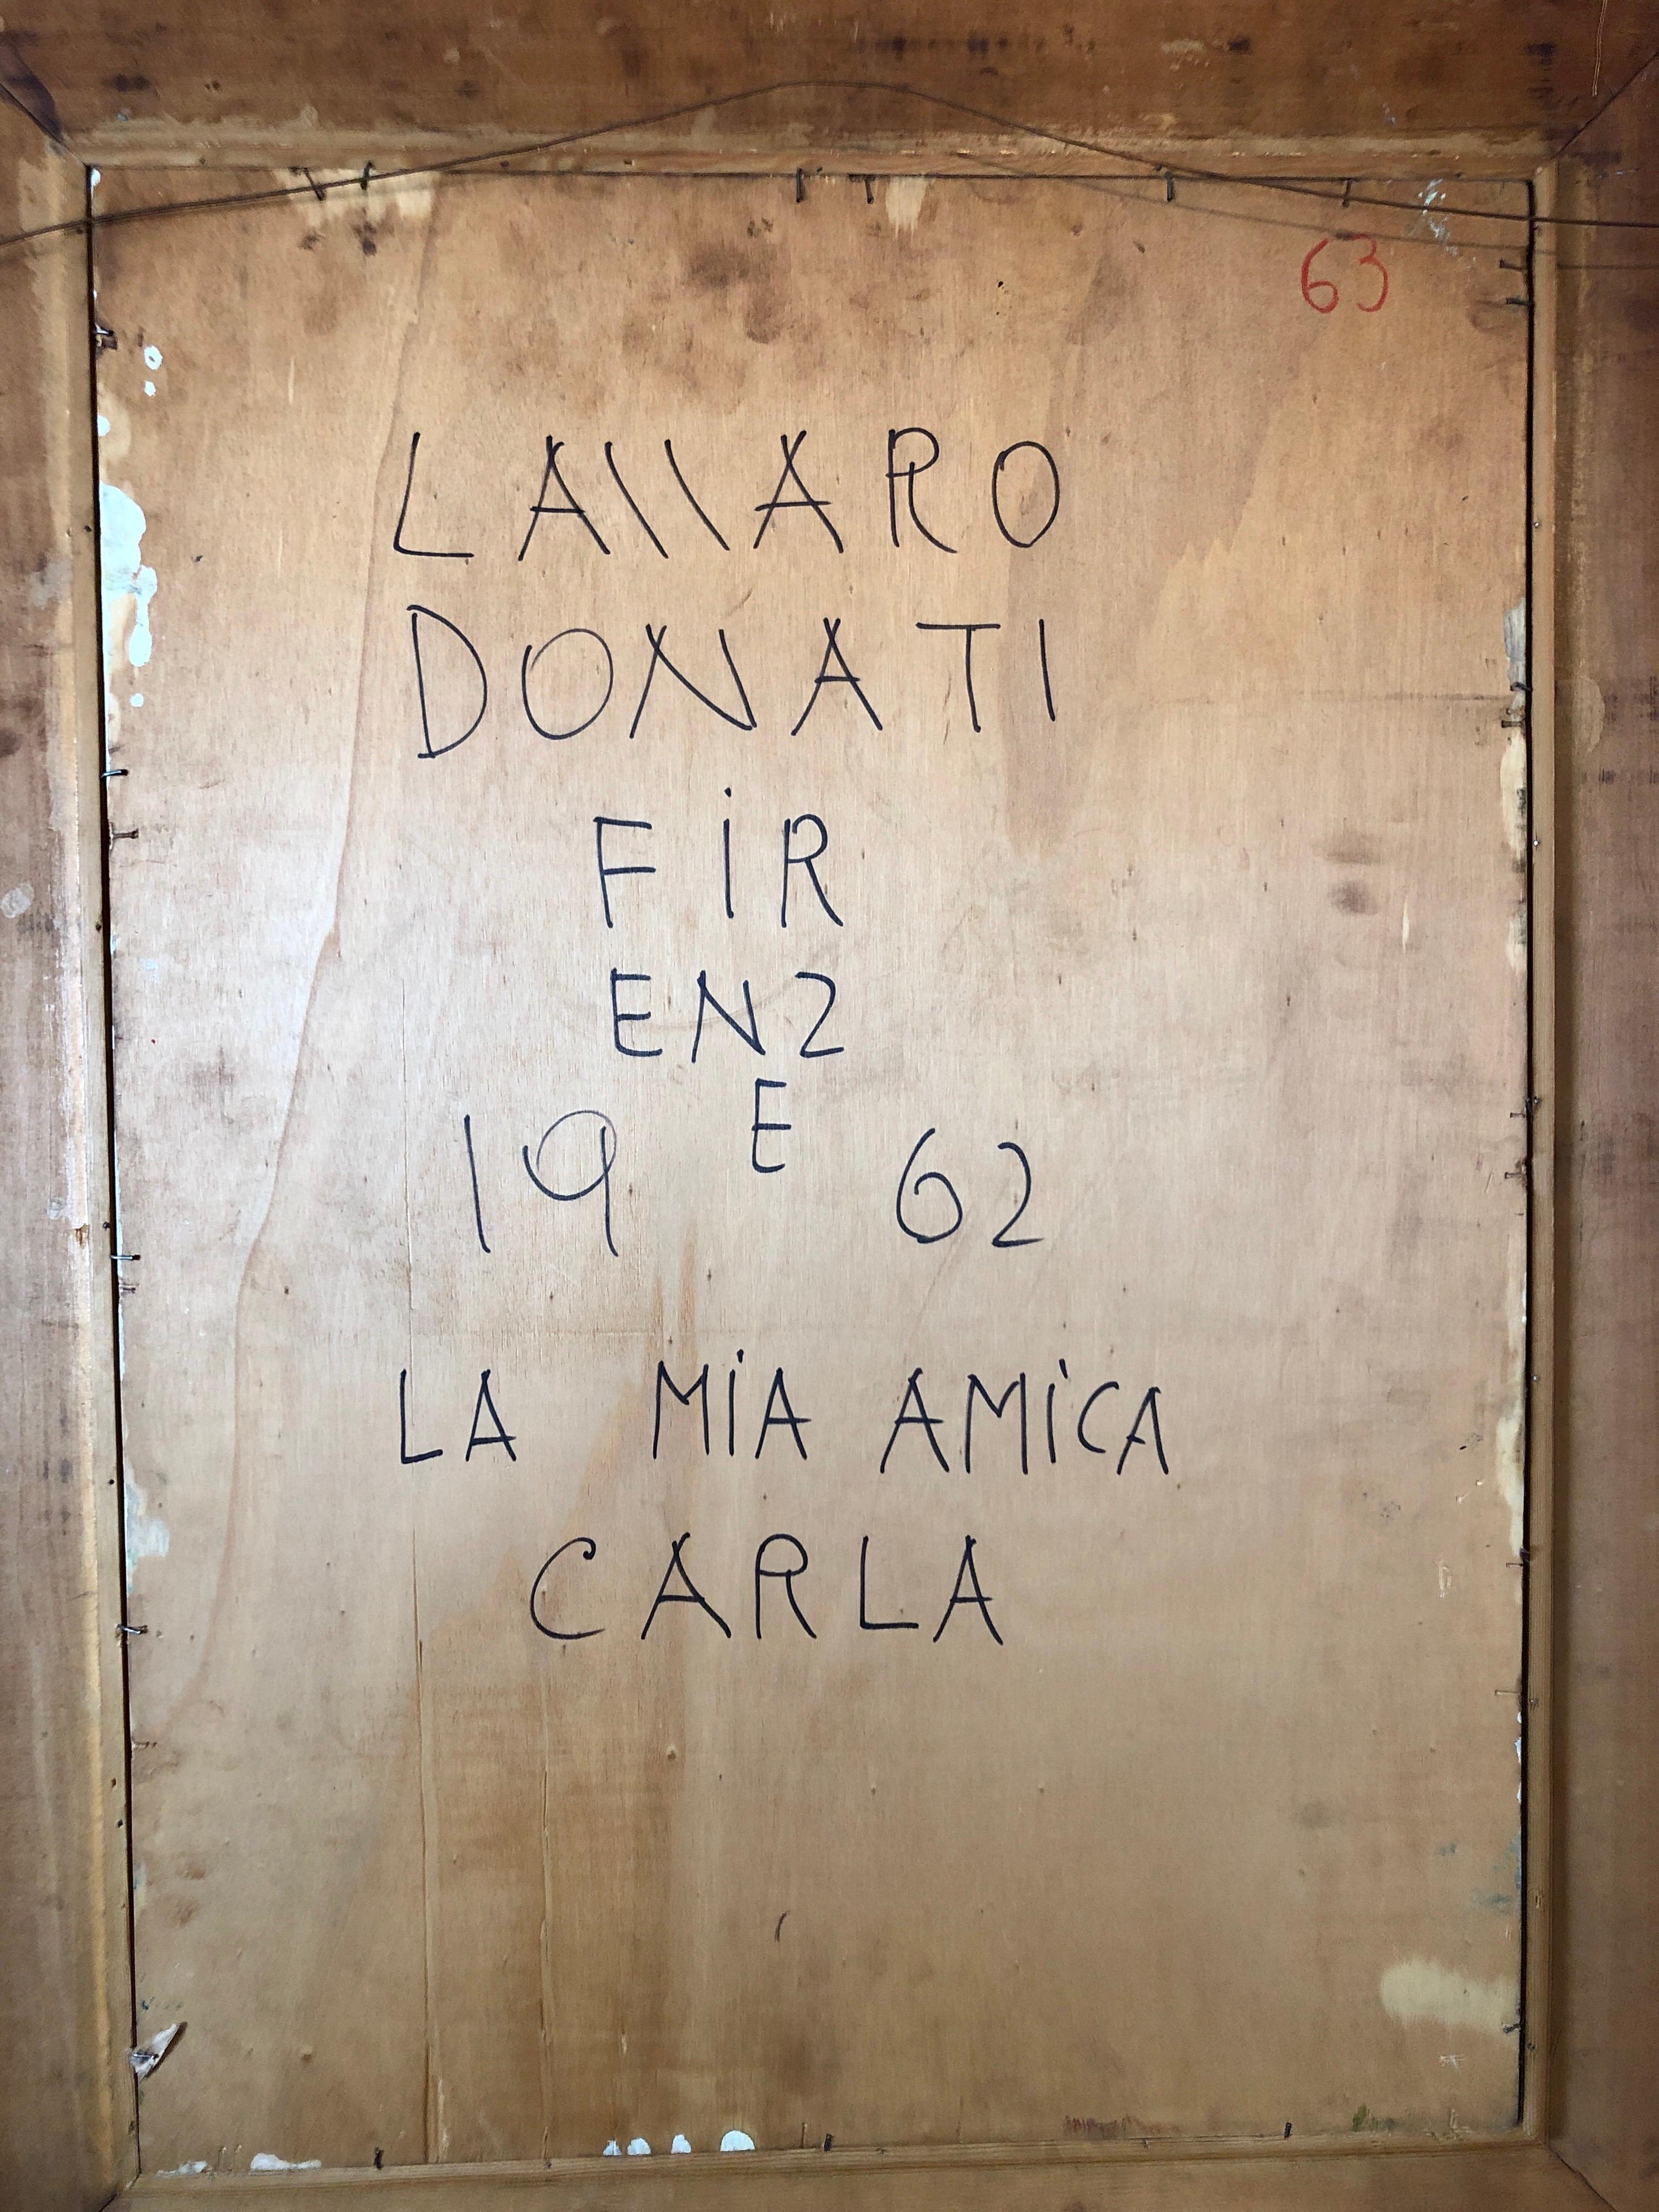 63
LAZZARO
DONATI
FiR
ENZ
E
19 62
LA MiA AMiCA
CARLA